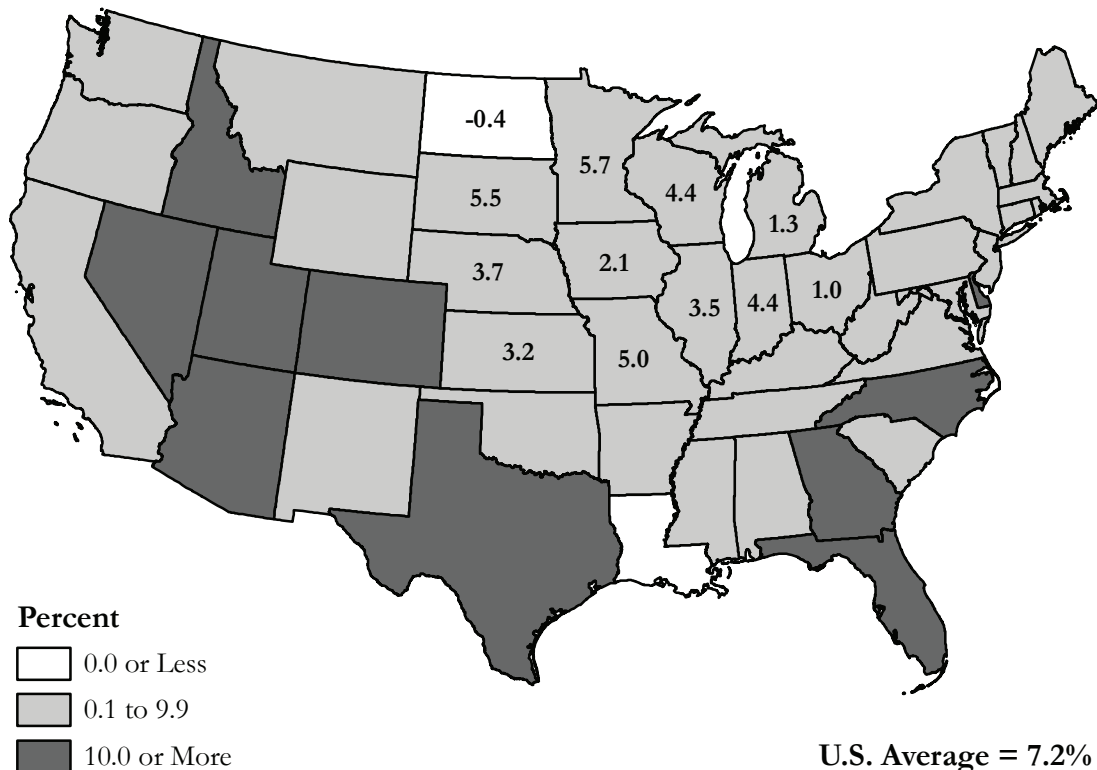 -0.4
5.7
5.5
4.4
1.3
3.7
2.1
3.5
4.4
1.0
3.2
5.0
Percent
0.0 or Less
0.1 to 9.9
10.0 or More
U.S. Average = 7.2%